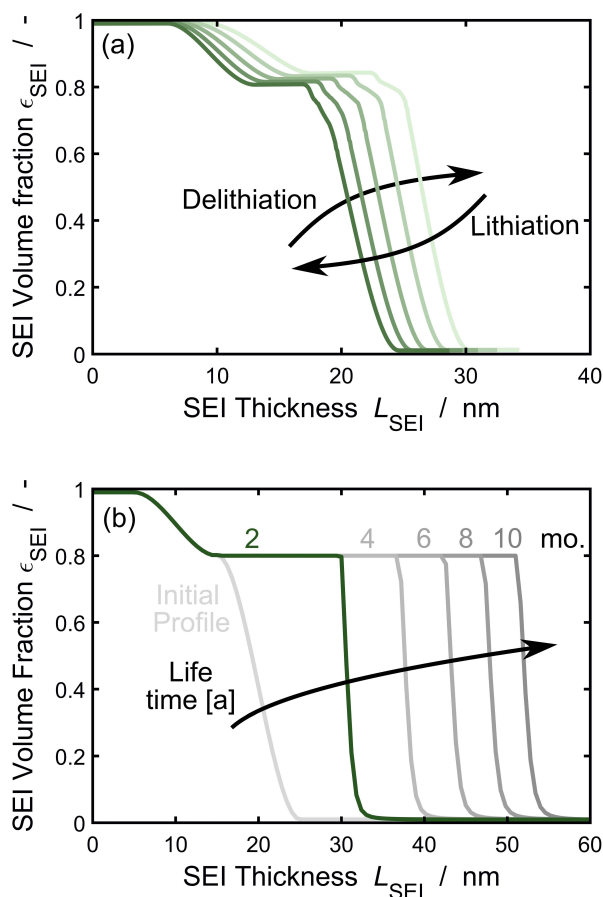 (a)
SEI Volume fraction ϵSEI / -
1
0.8
0.6
0.4
0.2
0
Delithiation
Lithiation
0 10 20 30 40
SEI Thickness LSEI / nm
(b)
SEI Volume Fraction ϵSEI / -
1
0.8
0.6
0.4
0.2
0
2 4 6 8 10 mo.
Initial
Profile
Life
time [a]
0 10 20 30 40 50 60
SEI Thickness LSEI / nm